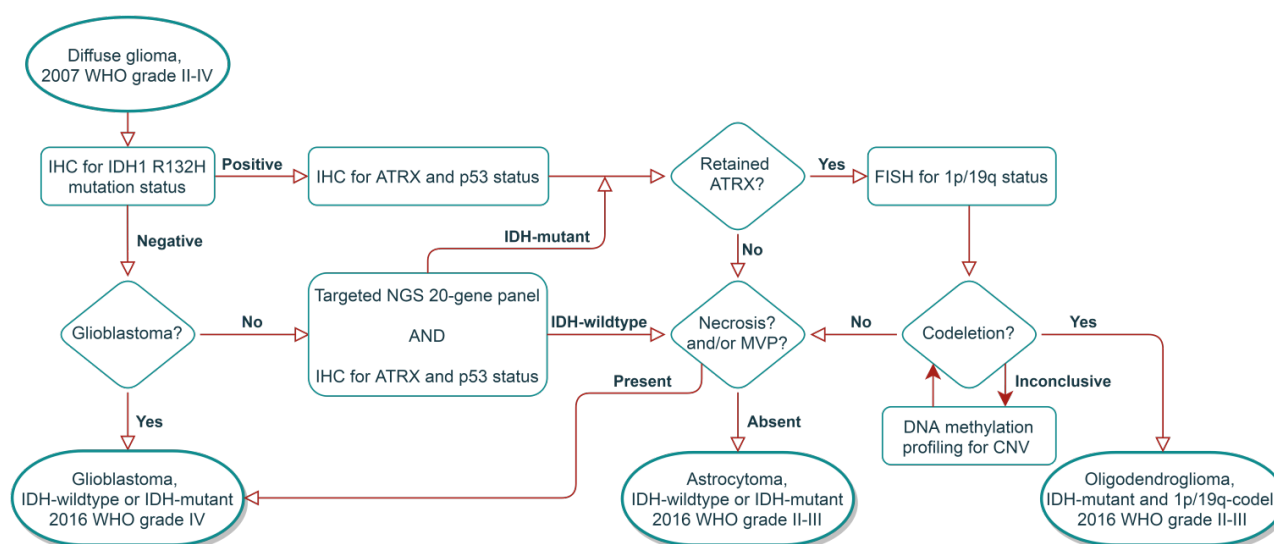 Diffuse glioma,
2007 WHO grade II-IV
IHC for IDH1 R132H
mutation status
Positive
IHC for ATRX and p53 status
Retained
ATRX?
Yes
FISH for 1p/19q status
IDH-mutant
Negative
No
Glioblastoma?
No
Targeted NGS 20-gene panel
AND
IHC for ATRX and p53 status
IDH-wildtype
Necrosis?
and/or MVP?
No
Codeletion?
Yes
Present
Inconclusive
Yes
Absent
DNA methylation
profiling for CNV
Glioblastoma,
IDH-wildtype or IDH-mutant
2016 WHO grade IV
Astrocytoma,
IDH-wildtype or IDH-mutant
2016 WHO grade II-III
Oligodendroglioma,
IDH-mutant and 1p/19q-codel
2016 WHO grade II-III